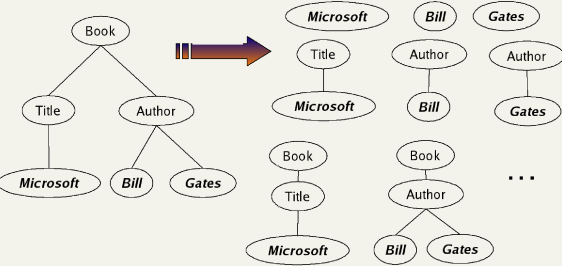 Book
Title Author
Microsoft Bill Gates
Microsoft Bill Gates
Title Author Author
Microsoft Bill Gates
Book Book
Title Author
Microsoft Bill Gates
...